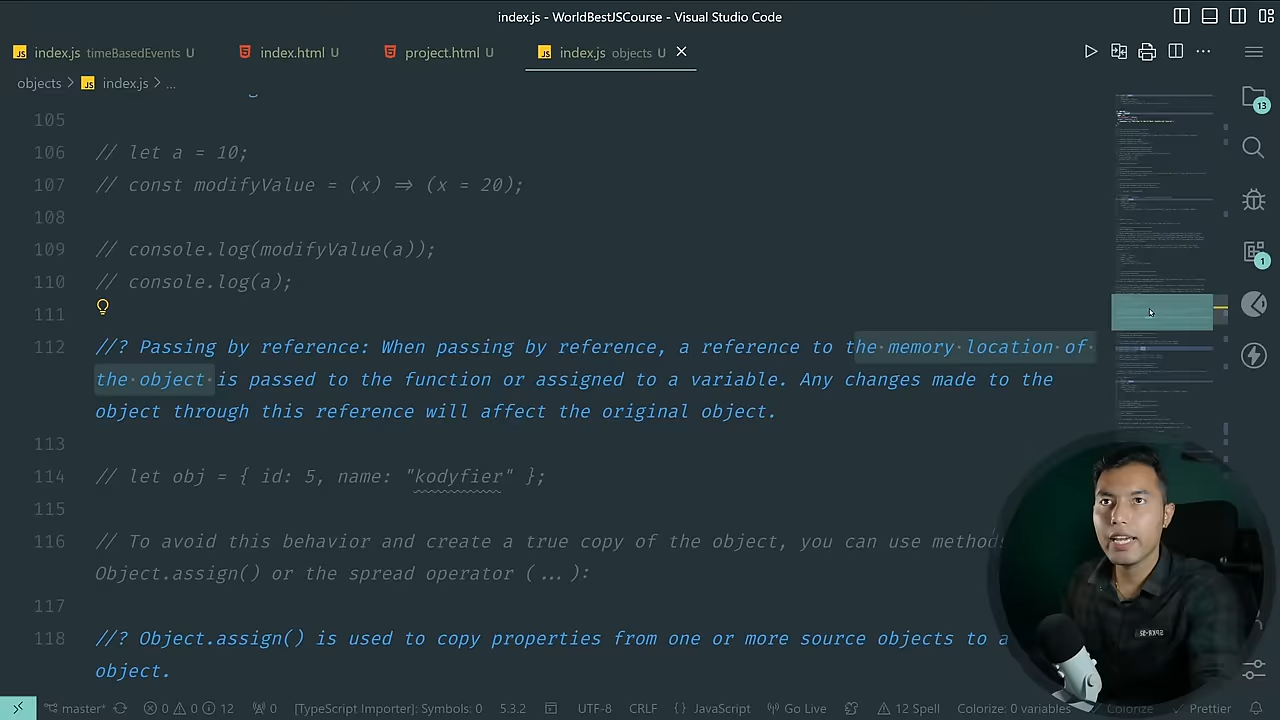 index.js - WorldBestJSCourse - Visual Studio Code
JS index.js timeBasedEvents U
index.html U
project.html U
JS index.js objects U
objects > JS index.js > ...
105
106 // let a = 10;
107 // const modifyValue = (x) => (x = 20);
108
109 // console.log(modifyValue(a));
110 // console.log(a);
111
112 //? Passing by reference: When passing by reference, a reference to the memory location of
the object is passed to the function or assigned to a variable. Any changes made to the
object through this reference will affect the original object.
113
114 // let obj = { id: 5, name: "kodyfier" };
115
116 // To avoid this behavior and create a true copy of the object, you can use methods
Object.assign() or the spread operator (...):
117
118 //? Object.assign() is used to copy properties from one or more source objects to a
object.
13
1
master* 0 0 12 0 [TypeScript Importer]: Symbols: 0 5.3.2 UTF-8 CRLF {} JavaScript Go Live 12 Spell Colorize: 0 variables Colorize Prettier